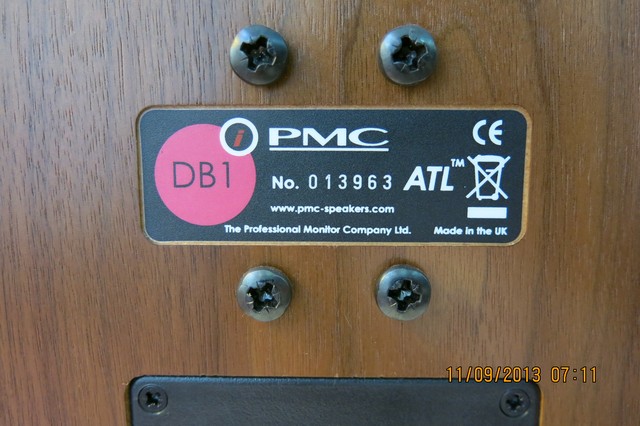 i PMC
CE
DB1
No. 013963 ATL™
www.pmc-speakers.com
The Professional Monitor Company Ltd. Made in the UK
11/09/2013 07:11